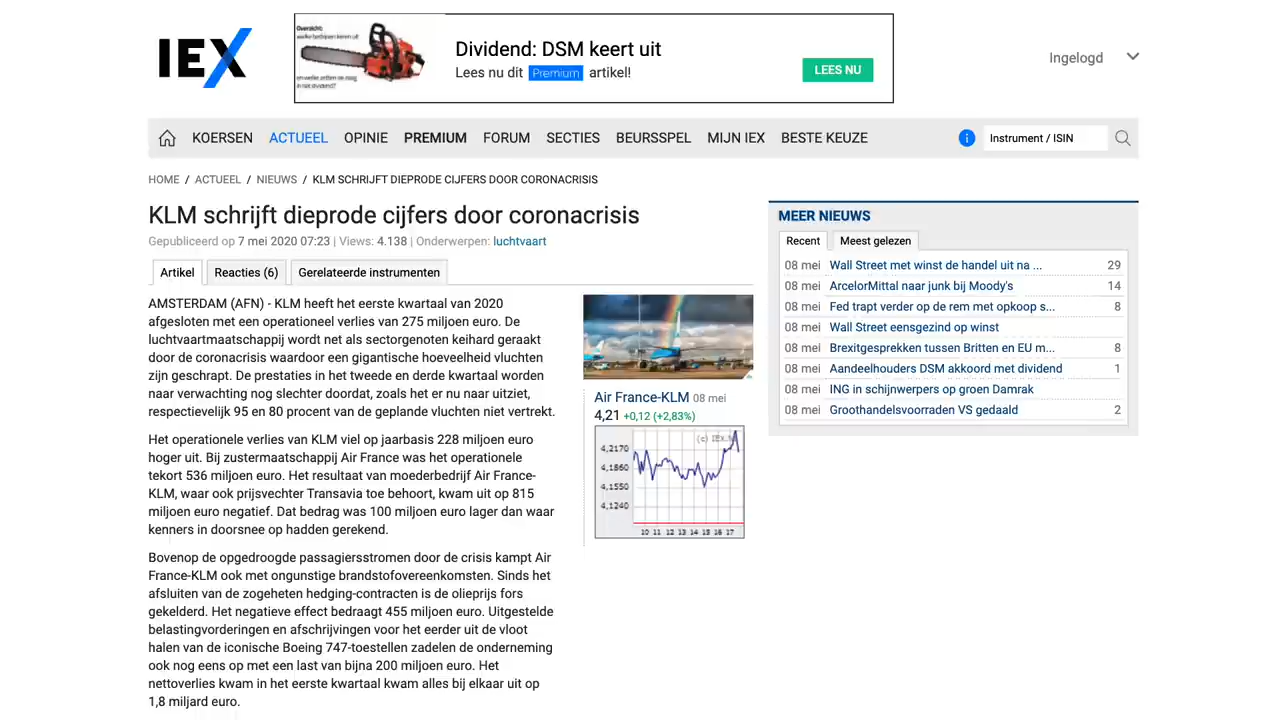 IEX
Overzicht:
welke bedrijven keren uit
en welke zetten de zaag
in het dividend?
Dividend: DSM keert uit
Lees nu dit Premium artikel!
LEES NU
Ingelogd
KOERSEN ACTUEEL OPINIE PREMIUM FORUM SECTIES BEURSSPEL MIJN IEX BESTE KEUZE
i
Instrument / ISIN
HOME / ACTUEEL / NIEUWS / KLM SCHRIJFT DIEPRODE CIJFERS DOOR CORONACRISIS
KLM schrijft dieprode cijfers door coronacrisis
Gepubliceerd op 7 mei 2020 07:23 | Views: 4.138 | Onderwerpen: luchtvaart
Artikel Reacties (6) Gerelateerde instrumenten
AMSTERDAM (AFN) - KLM heeft het eerste kwartaal van 2020
afgesloten met een operationeel verlies van 275 miljoen euro. De
luchtvaartmaatschappij wordt net als sectorgenoten keihard geraakt
door de coronacrisis waardoor een gigantische hoeveelheid vluchten
zijn geschrapt. De prestaties in het tweede en derde kwartaal worden
naar verwachting nog slechter doordat, zoals het er nu naar uitziet,
respectievelijk 95 en 80 procent van de geplande vluchten niet vertrekt.
Het operationele verlies van KLM viel op jaarbasis 228 miljoen euro
hoger uit. Bij zustermaatschappij Air France was het operationele
tekort 536 miljoen euro. Het resultaat van moederbedrijf Air France-
KLM, waar ook prijsvechter Transavia toe behoort, kwam uit op 815
miljoen euro negatief. Dat bedrag was 100 miljoen euro lager dan waar
kenners in doorsnee op hadden gerekend.
Bovenop de opgedroogde passagiersstromen door de crisis kampt Air
France-KLM ook met ongunstige brandstofovereenkomsten. Sinds het
afsluiten van de zogeheten hedging-contracten is de olieprijs fors
gekelderd. Het negatieve effect bedraagt 455 miljoen euro. Uitgestelde
belastingvorderingen en afschrijvingen voor het eerder uit de vloot
halen van de iconische Boeing 747-toestellen zadelen de onderneming
ook nog eens op met een last van bijna 200 miljoen euro. Het
nettoverlies kwam in het eerste kwartaal kwam alles bij elkaar uit op
1,8 miljard euro.
Air France-KLM 08 mei
4,21 +0,12 (+2,83%)
(c) IEX.
4,2170
4,1860
4,1550
4,1240
10 11 12 13 14 15 16 17
MEER NIEUWS
Recent Meest gelezen
08 mei Wall Street met winst de handel uit na ... 29
08 mei ArcelorMittal naar junk bij Moody's 14
08 mei Fed trapt verder op de rem met opkoop s... 8
08 mei Wall Street eensgezind op winst
08 mei Brexitgesprekken tussen Britten en EU m... 8
08 mei Aandeelhouders DSM akkoord met dividend 1
08 mei ING in schijnwerpers op groen Damrak
08 mei Groothandelsvoorraden VS gedaald 2